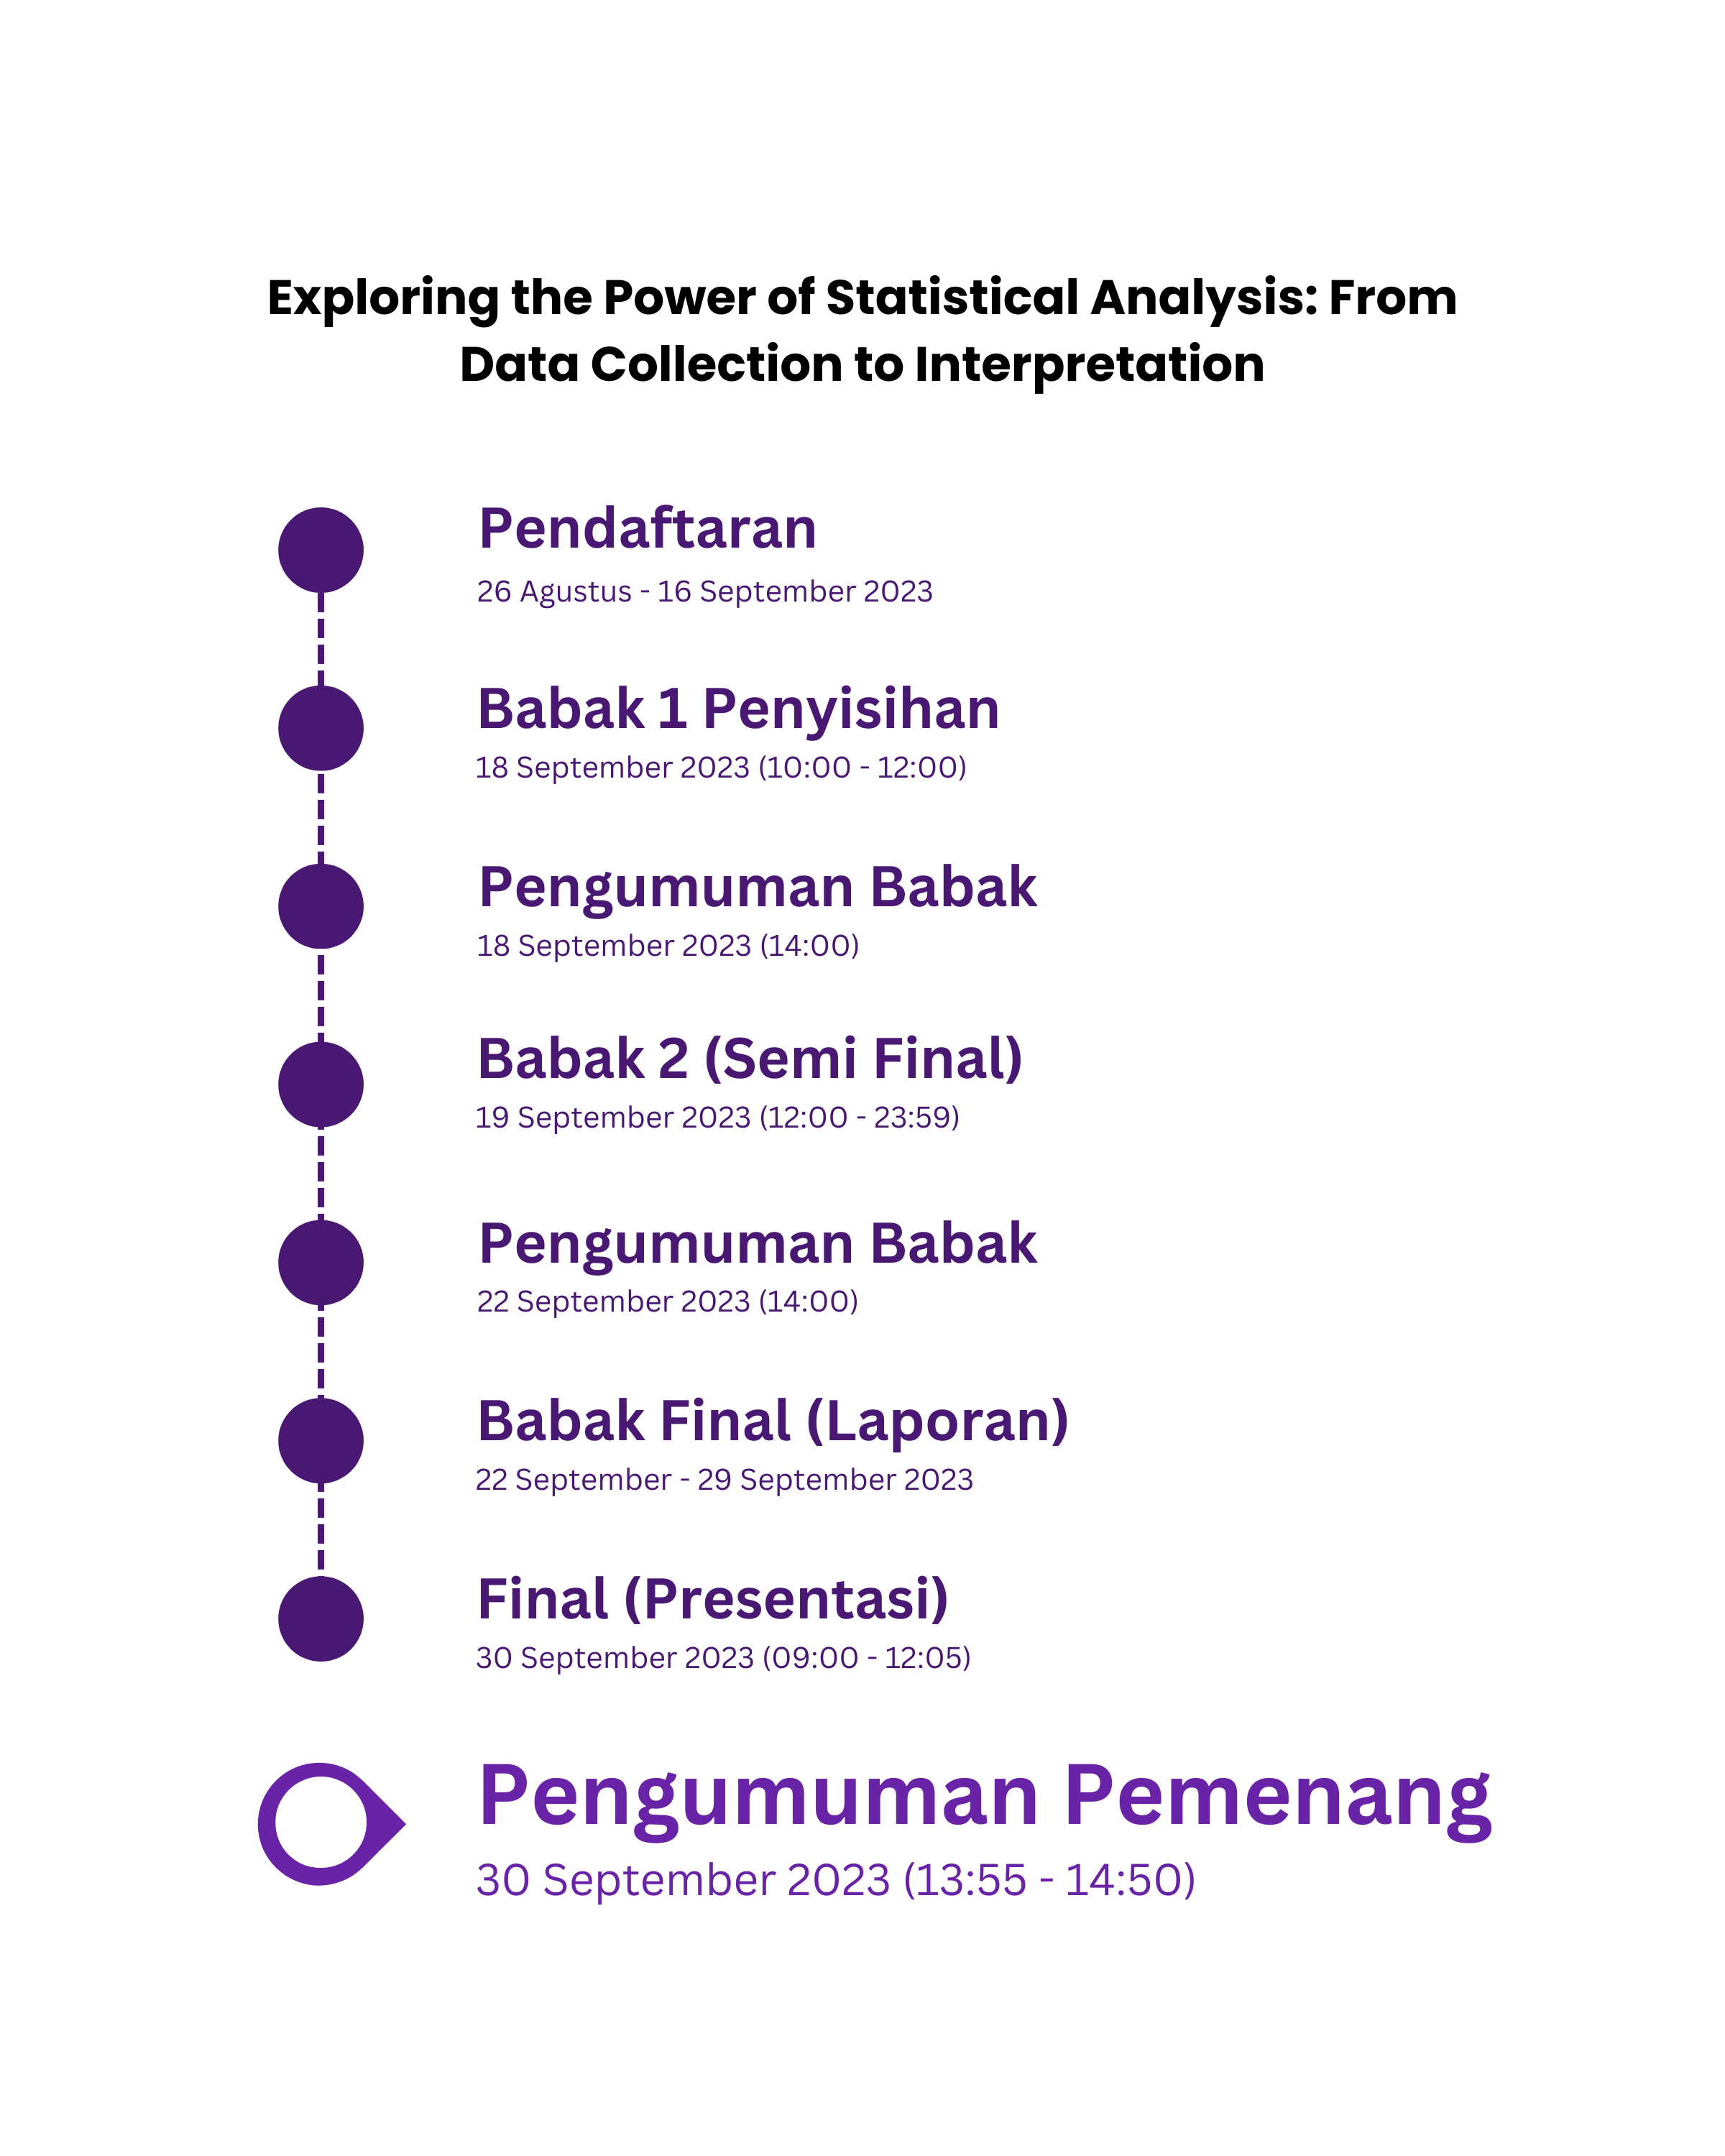 Exploring the Power of Statistical Analysis: From
Data Collection to Interpretation
Pendaftaran
26 Agustus - 16 September 2023
Babak 1 Penyisihan
18 September 2023 (10:00 - 12:00)
Pengumuman Babak
18 September 2023 (14:00)
Babak 2 (Semi Final)
19 September 2023 (12:00 - 23:59)
Pengumuman Babak
22 September 2023 (14:00)
Babak Final (Laporan)
22 September - 29 September 2023
Final (Presentasi)
30 September 2023 (09:00 - 12:05)
Pengumuman Pemenang
30 September 2023 (13:55 - 14:50)